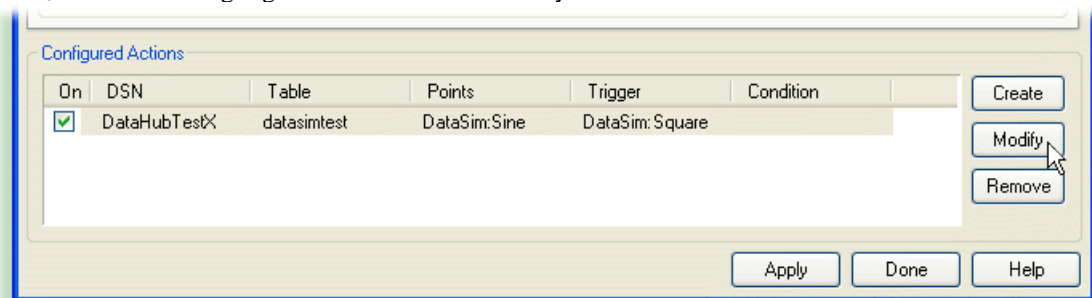 Configured Actions
On DSN Table Points Trigger Condition
DataHubTestX datasimtest DataSim:Sine DataSim:Square
Create
Modify
Remove
Apply Done Help